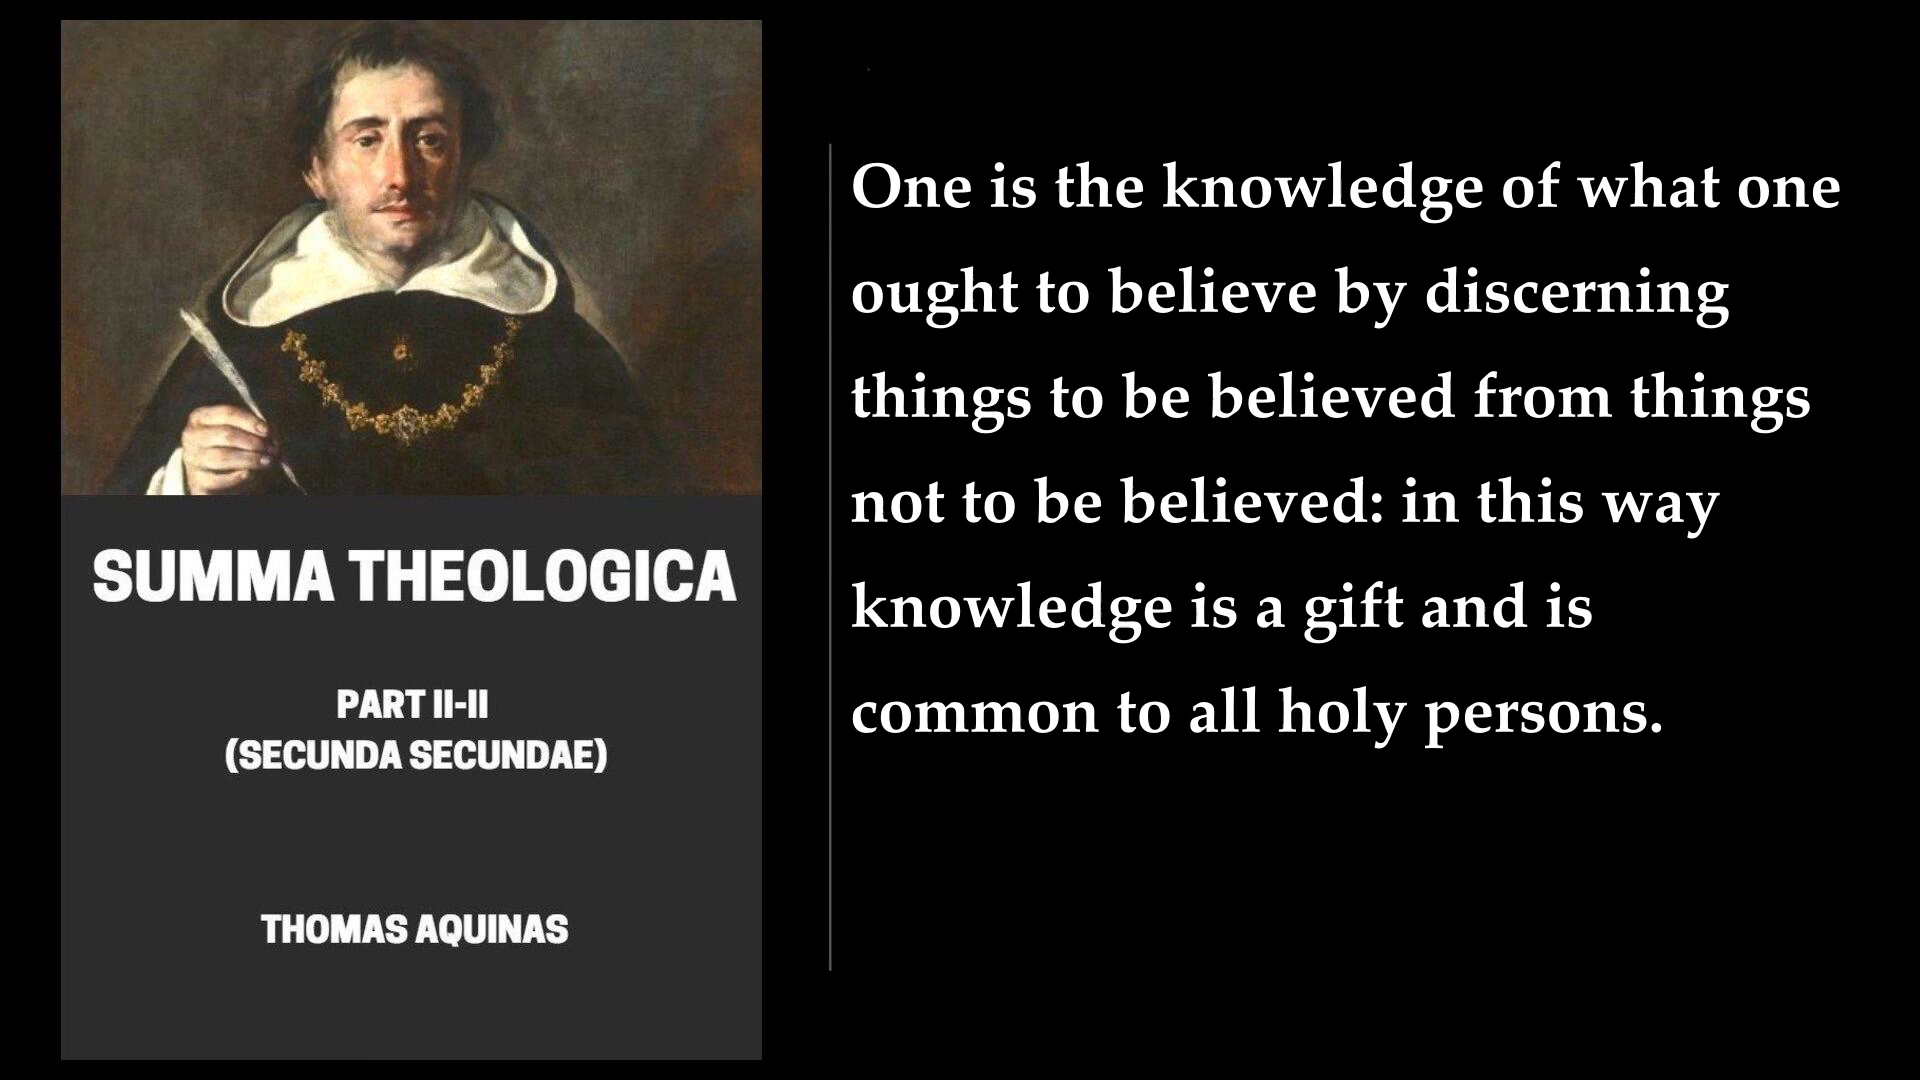 SUMMA THEOLOGICA
PART II-II
(SECUNDA SECUNDAE)
THOMAS AQUINAS
One is the knowledge of what one
ought to believe by discerning
things to be believed from things
not to be believed: in this way
knowledge is a gift and is
common to all holy persons.